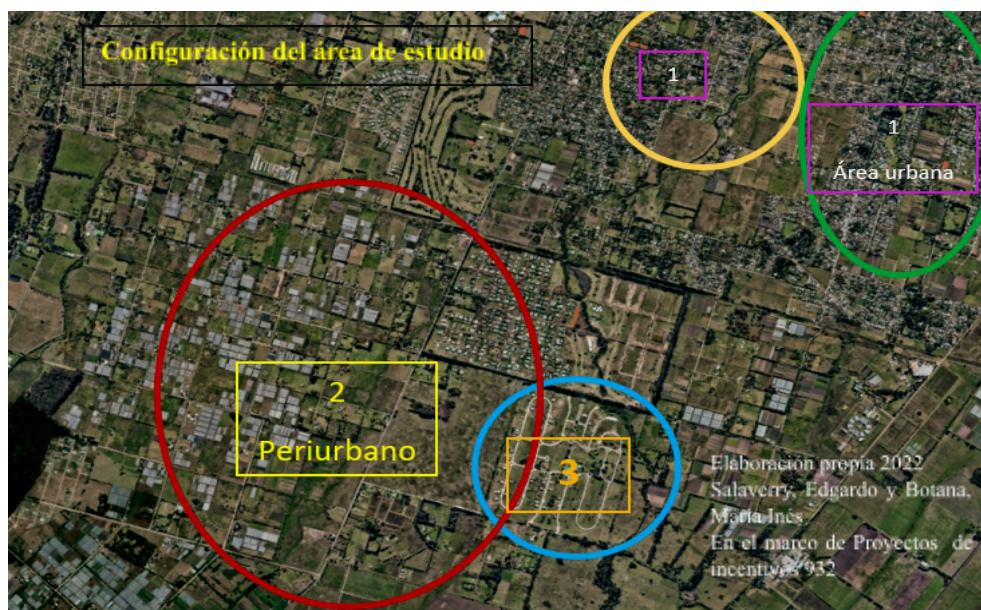 Configuración del área de estudio
1
1
Área urbana
2
Periurbano
3
Elaboración propia 2022
Salaverry, Edgardo y Botana,
María Inés
En el marco de Proyectos de
incentivos 932